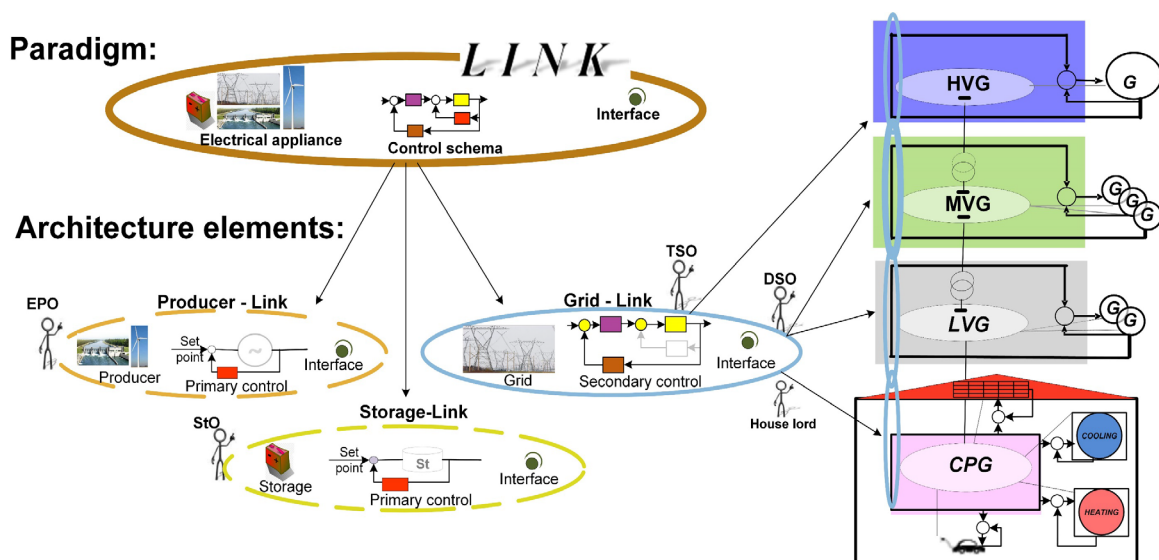 Paradigm:
LINK
Electrical appliance
Control schema
Interface
Architecture elements:
EPO
Producer - Link
Set
point
~
Producer
Primary control
Interface
StO
Storage-Link
Set
point
St
Storage
Primary control
Interface
TSO
Grid - Link
DSO
Grid
Secondary control
Interface
House lord
HVG
G
MVG
G
G
G
LVG
G
G
CPG
COOLING
HEATING